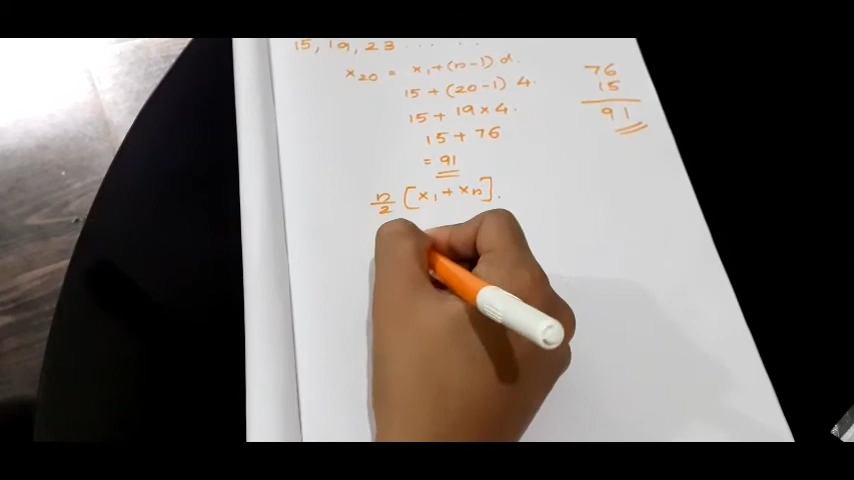 15, 19, 23 . . . . . .
x₂₀ = x₁ + (n-1) d.
15 + (20-1) 4.
15 + 19 × 4.
15 + 76
= 91
n/2 [x₁ + xₙ].
76
15
91